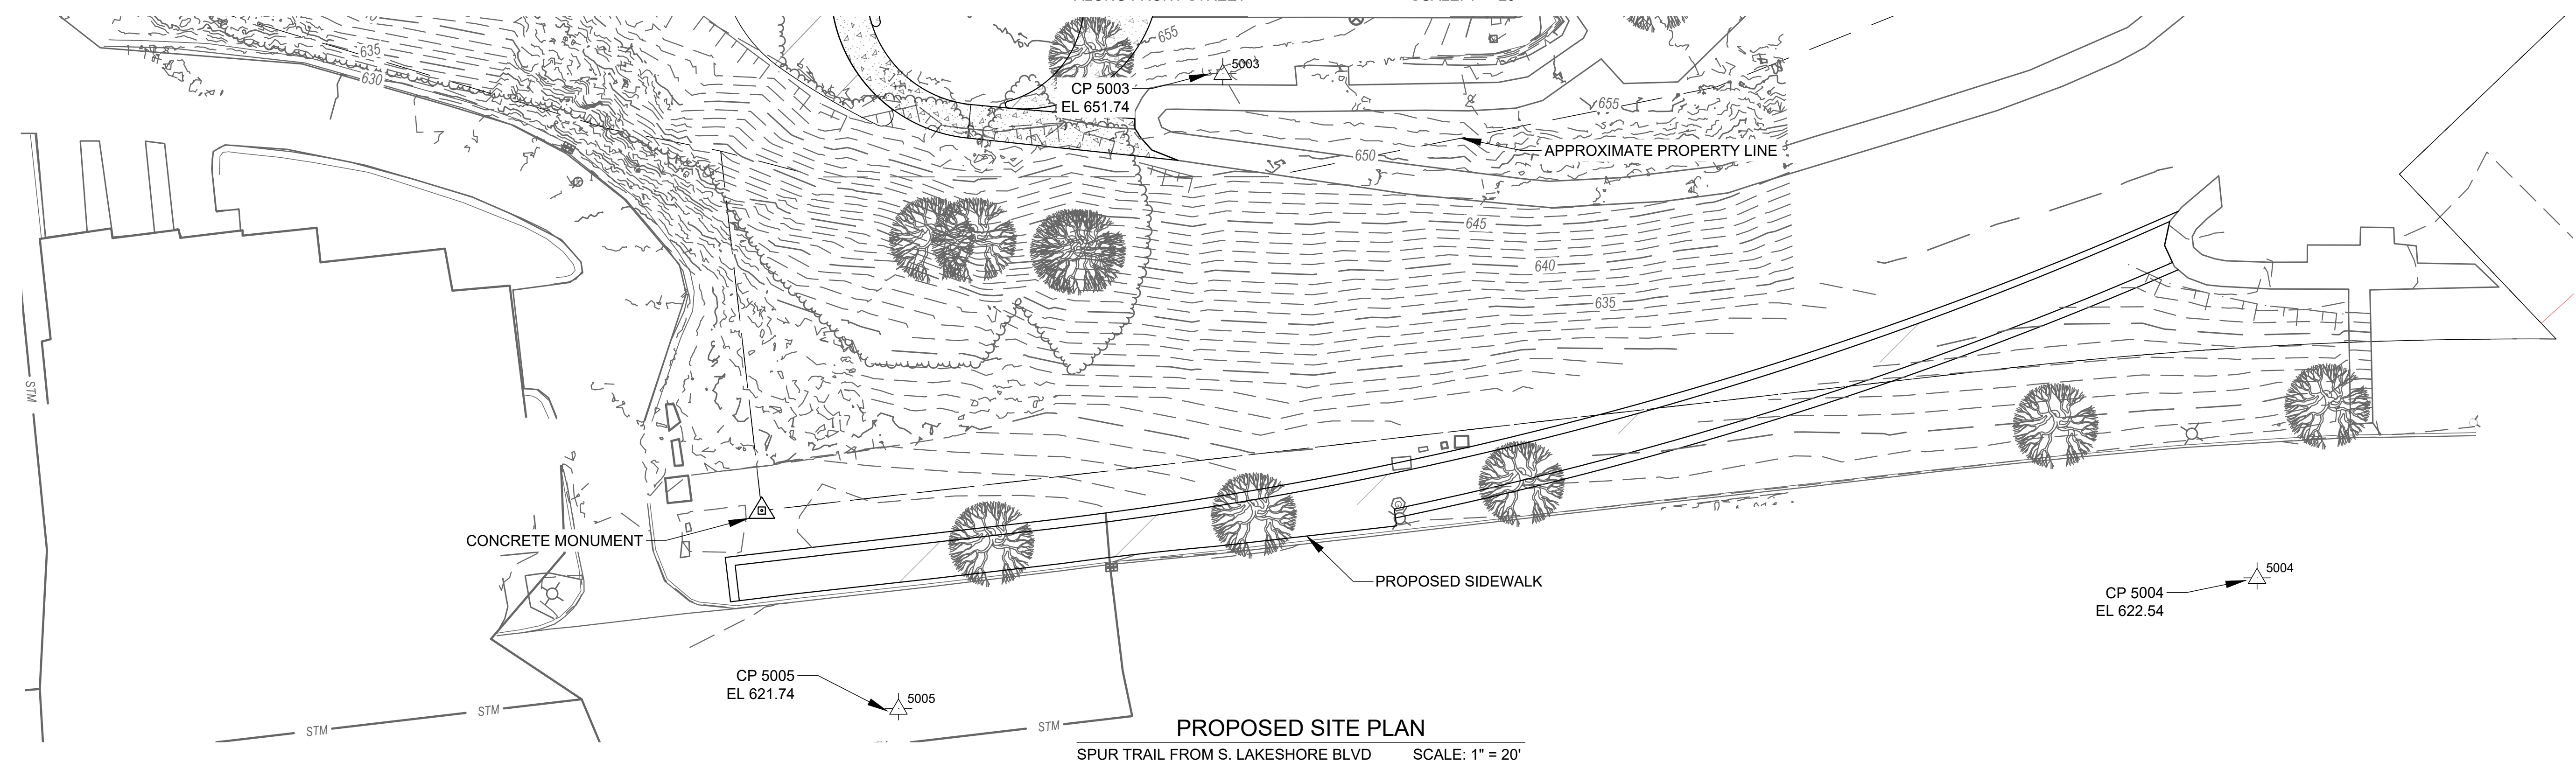 635
630
655
5003
CP 5003
EL 651.74
655
650
APPROXIMATE PROPERTY LINE
645
640
635
STM
CONCRETE MONUMENT
PROPOSED SIDEWALK
5004
CP 5004
EL 622.54
CP 5005
EL 621.74
5005
STM
STM
STM
PROPOSED SITE PLAN
SPUR TRAIL FROM S. LAKESHORE BLVD SCALE: 1" = 20'